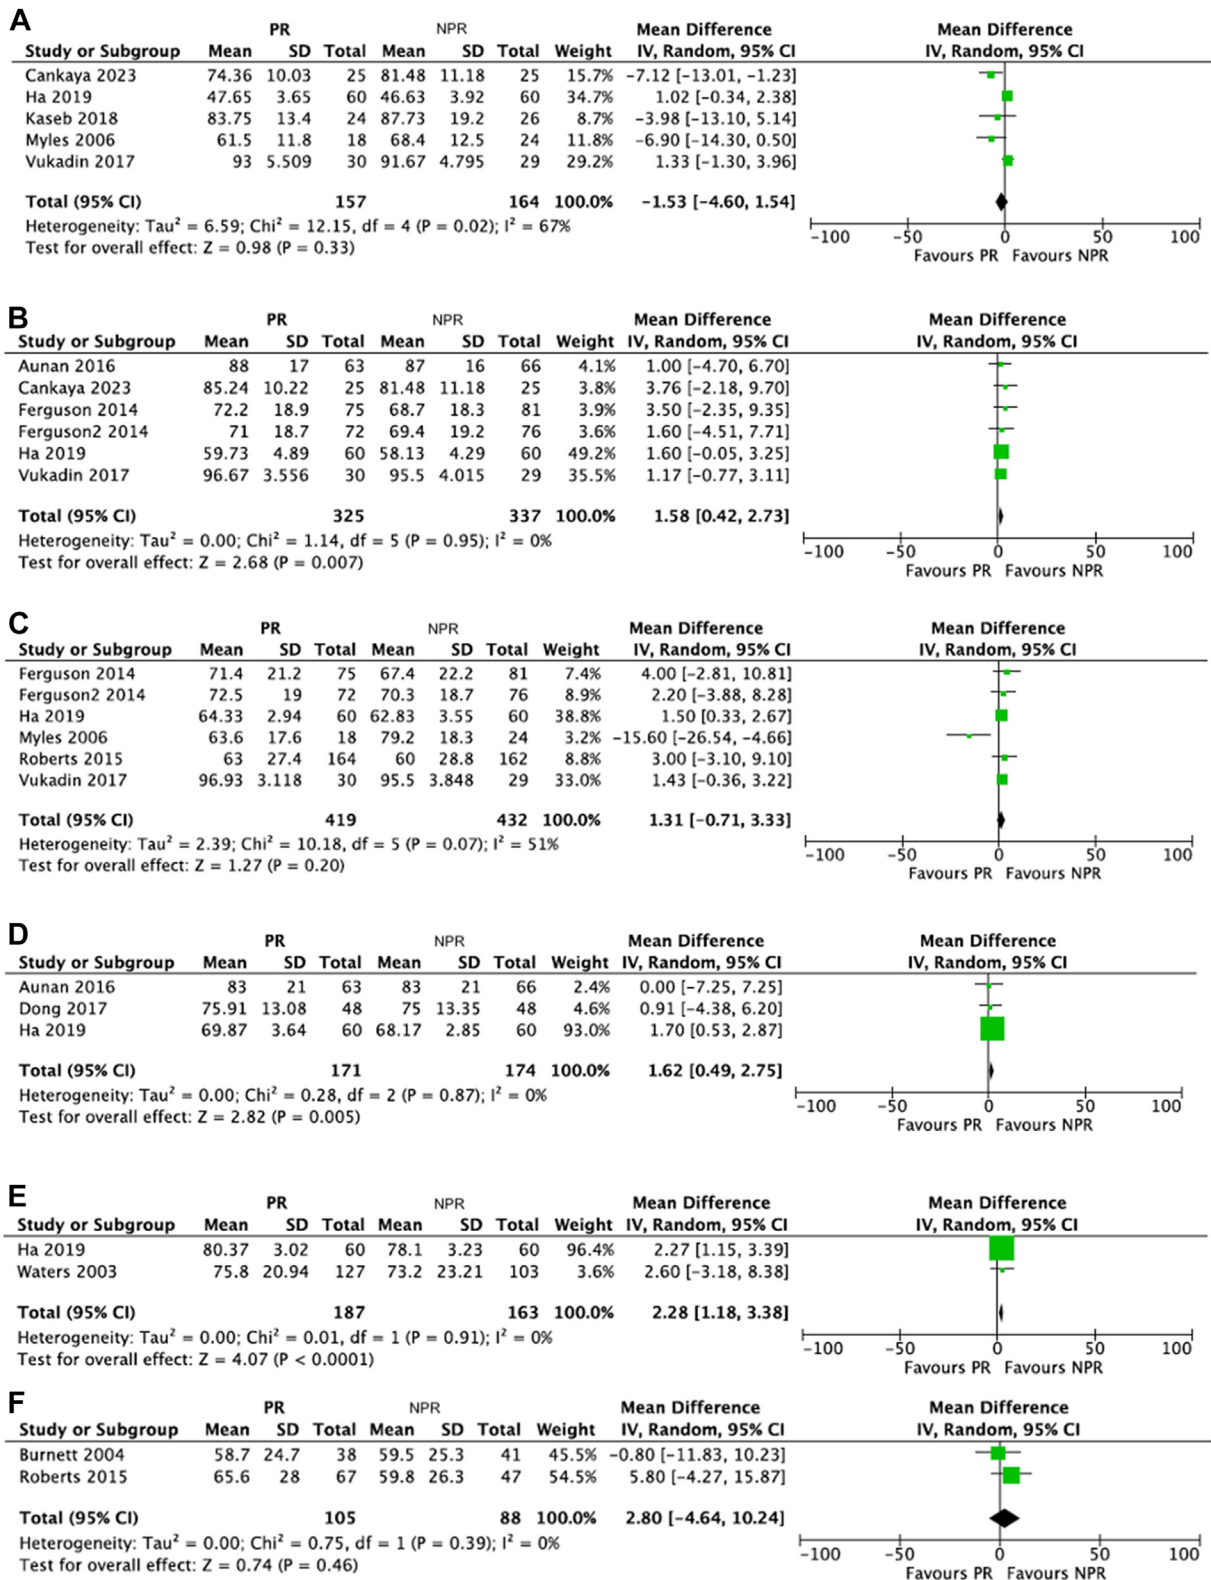 A
PR NPR Mean Difference Mean Difference
Study or Subgroup Mean SD Total Mean SD Total Weight IV, Random, 95% CI IV, Random, 95% CI
Cankaya 2023 74.36 10.03 25 81.48 11.18 25 15.7% −7.12 [−13.01, −1.23]
Ha 2019 47.65 3.65 60 46.63 3.92 60 34.7% 1.02 [−0.34, 2.38]
Kaseb 2018 83.75 13.4 24 87.73 19.2 26 8.7% −3.98 [−13.10, 5.14]
Myles 2006 61.5 11.8 18 68.4 12.5 24 11.8% −6.90 [−14.30, 0.50]
Vukadin 2017 93 5.509 30 91.67 4.795 29 29.2% 1.33 [−1.30, 3.96]
Total (95% CI) 157 164 100.0% −1.53 [−4.60, 1.54]
Heterogeneity: Tau² = 6.59; Chi² = 12.15, df = 4 (P = 0.02); I² = 67%
Test for overall effect: Z = 0.98 (P = 0.33)
−100 −50 0 50 100
Favours PR Favours NPR
B
PR NPR Mean Difference Mean Difference
Study or Subgroup Mean SD Total Mean SD Total Weight IV, Random, 95% CI IV, Random, 95% CI
Aunan 2016 88 17 63 87 16 66 4.1% 1.00 [−4.70, 6.70]
Cankaya 2023 85.24 10.22 25 81.48 11.18 25 3.8% 3.76 [−2.18, 9.70]
Ferguson 2014 72.2 18.9 75 68.7 18.3 81 3.9% 3.50 [−2.35, 9.35]
Ferguson2 2014 71 18.7 72 69.4 19.2 76 3.6% 1.60 [−4.51, 7.71]
Ha 2019 59.73 4.89 60 58.13 4.29 60 49.2% 1.60 [−0.05, 3.25]
Vukadin 2017 96.67 3.556 30 95.5 4.015 29 35.5% 1.17 [−0.77, 3.11]
Total (95% CI) 325 337 100.0% 1.58 [0.42, 2.73]
Heterogeneity: Tau² = 0.00; Chi² = 1.14, df = 5 (P = 0.95); I² = 0%
Test for overall effect: Z = 2.68 (P = 0.007)
−100 −50 0 50 100
Favours PR Favours NPR
C
PR NPR Mean Difference Mean Difference
Study or Subgroup Mean SD Total Mean SD Total Weight IV, Random, 95% CI IV, Random, 95% CI
Ferguson 2014 71.4 21.2 75 67.4 22.2 81 7.4% 4.00 [−2.81, 10.81]
Ferguson2 2014 72.5 19 72 70.3 18.7 76 8.9% 2.20 [−3.88, 8.28]
Ha 2019 64.33 2.94 60 62.83 3.55 60 38.8% 1.50 [0.33, 2.67]
Myles 2006 63.6 17.6 18 79.2 18.3 24 3.2% −15.60 [−26.54, −4.66]
Roberts 2015 63 27.4 164 60 28.8 162 8.8% 3.00 [−3.10, 9.10]
Vukadin 2017 96.93 3.118 30 95.5 3.848 29 33.0% 1.43 [−0.36, 3.22]
Total (95% CI) 419 432 100.0% 1.31 [−0.71, 3.33]
Heterogeneity: Tau² = 2.39; Chi² = 10.18, df = 5 (P = 0.07); I² = 51%
Test for overall effect: Z = 1.27 (P = 0.20)
−100 −50 0 50 100
Favours PR Favours NPR
D
PR NPR Mean Difference Mean Difference
Study or Subgroup Mean SD Total Mean SD Total Weight IV, Random, 95% CI IV, Random, 95% CI
Aunan 2016 83 21 63 83 21 66 2.4% 0.00 [−7.25, 7.25]
Dong 2017 75.91 13.08 48 75 13.35 48 4.6% 0.91 [−4.38, 6.20]
Ha 2019 69.87 3.64 60 68.17 2.85 60 93.0% 1.70 [0.53, 2.87]
Total (95% CI) 171 174 100.0% 1.62 [0.49, 2.75]
Heterogeneity: Tau² = 0.00; Chi² = 0.28, df = 2 (P = 0.87); I² = 0%
Test for overall effect: Z = 2.82 (P = 0.005)
−100 −50 0 50 100
Favours PR Favours NPR
E
PR NPR Mean Difference Mean Difference
Study or Subgroup Mean SD Total Mean SD Total Weight IV, Random, 95% CI IV, Random, 95% CI
Ha 2019 80.37 3.02 60 78.1 3.23 60 96.4% 2.27 [1.15, 3.39]
Waters 2003 75.8 20.94 127 73.2 23.21 103 3.6% 2.60 [−3.18, 8.38]
Total (95% CI) 187 163 100.0% 2.28 [1.18, 3.38]
Heterogeneity: Tau² = 0.00; Chi² = 0.01, df = 1 (P = 0.91); I² = 0%
Test for overall effect: Z = 4.07 (P < 0.0001)
−100 −50 0 50 100
Favours PR Favours NPR
F
PR NPR Mean Difference Mean Difference
Study or Subgroup Mean SD Total Mean SD Total Weight IV, Random, 95% CI IV, Random, 95% CI
Burnett 2004 58.7 24.7 38 59.5 25.3 41 45.5% −0.80 [−11.83, 10.23]
Roberts 2015 65.6 28 67 59.8 26.3 47 54.5% 5.80 [−4.27, 15.87]
Total (95% CI) 105 88 100.0% 2.80 [−4.64, 10.24]
Heterogeneity: Tau² = 0.00; Chi² = 0.75, df = 1 (P = 0.39); I² = 0%
Test for overall effect: Z = 0.74 (P = 0.46)
−100 −50 0 50 100
Favours PR Favours NPR